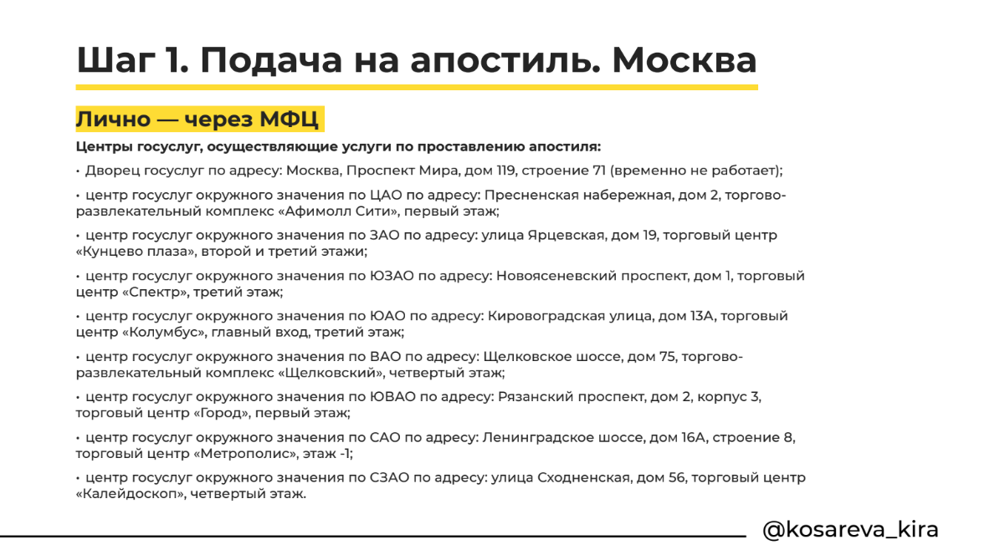 Шаг 1. Подача на апостиль. Москва
Лично — через МФЦ
Центры госуслуг, осуществляющие услуги по проставлению апостиля:
• Дворец госуслуг по адресу: Москва, Проспект Мира, дом 119, строение 71 (временно не работает);
• центр госуслуг окружного значения по ЦАО по адресу: Пресненская набережная, дом 2, торгово-
развлекательный комплекс «Афимолл Сити», первый этаж;
• центр госуслуг окружного значения по ЗАО по адресу: улица Ярцевская, дом 19, торговый центр
«Кунцево плаза», второй и третий этажи;
• центр госуслуг окружного значения по ЮЗАО по адресу: Новоясеневский проспект, дом 1, торговый
центр «Спектр», третий этаж;
• центр госуслуг окружного значения по ЮАО по адресу: Кировоградская улица, дом 13А, торговый
центр «Колумбус», главный вход, третий этаж;
• центр госуслуг окружного значения по ВАО по адресу: Щелковское шоссе, дом 75, торгово-
развлекательный комплекс «Щелковский», четвертый этаж;
• центр госуслуг окружного значения по ЮВАО по адресу: Рязанский проспект, дом 2, корпус 3,
торговый центр «Город», первый этаж;
• центр госуслуг окружного значения по САО по адресу: Ленинградское шоссе, дом 16А, строение 8,
торговый центр «Метрополис», этаж -1;
• центр госуслуг окружного значения по СЗАО по адресу: улица Сходненская, дом 56, торговый центр
«Калейдоскоп», четвертый этаж.
@kosareva_kira